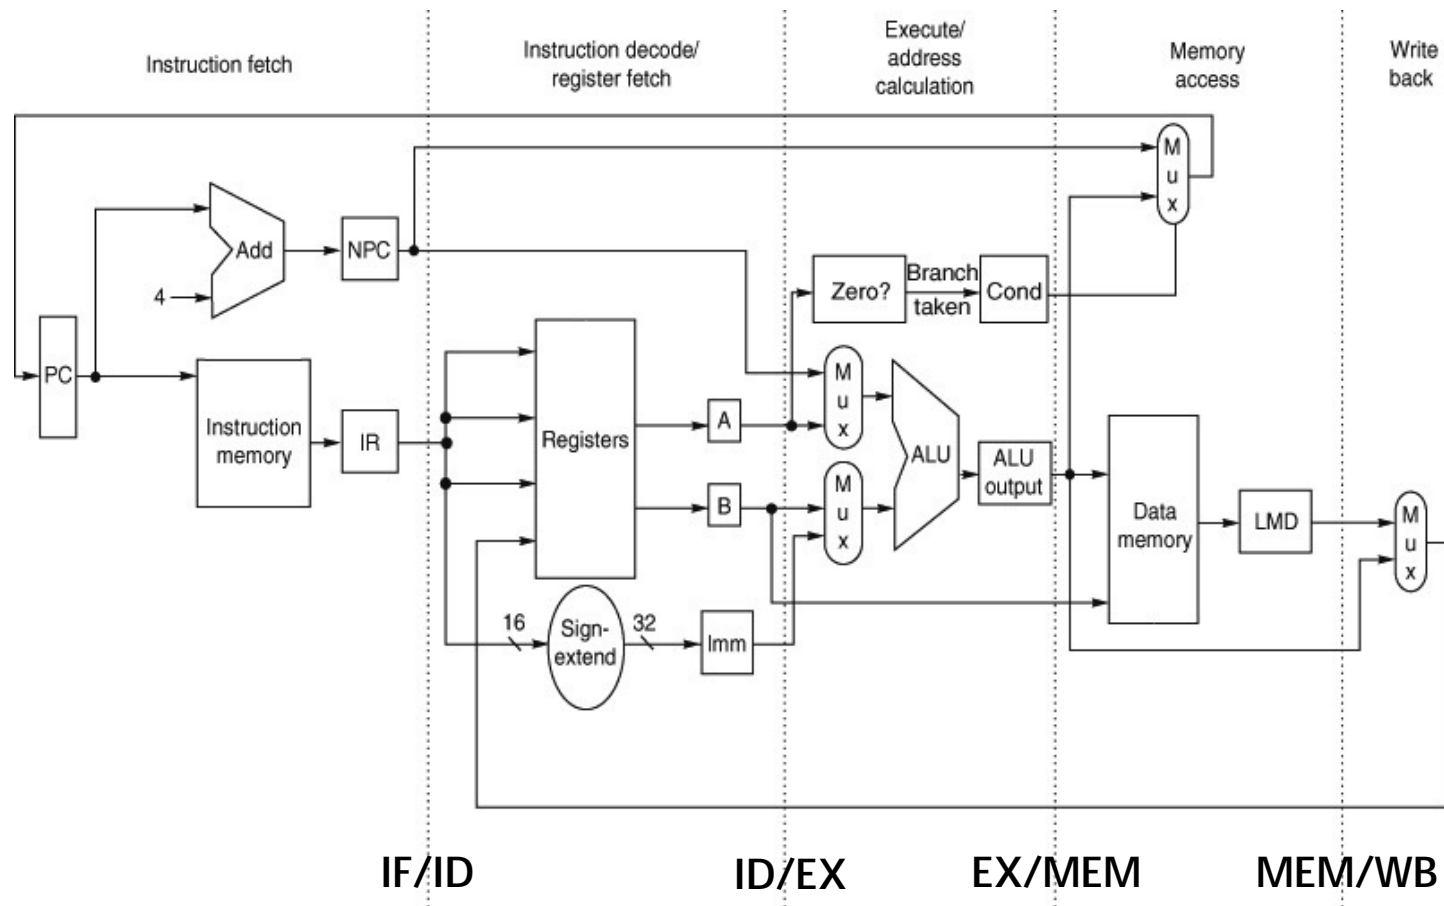 Instruction fetch
Instruction decode/
register fetch
Execute/
address
calculation
Memory
access
Write
back
M
u
x
Add
NPC
4
Zero?
Branch
taken
Cond
PC
Instruction
memory
IR
Registers
A
B
M
u
x
M
u
x
ALU
ALU
output
Data
memory
LMD
M
u
x
16
Sign-
extend
32
Imm
IF/ID
ID/EX
EX/MEM
MEM/WB